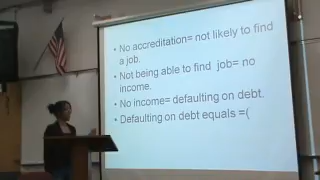 • No accreditation= not likely to find
a job.
• Not being able to find job= no
income.
• No income= defaulting on debt.
• Defaulting on debt equals =(